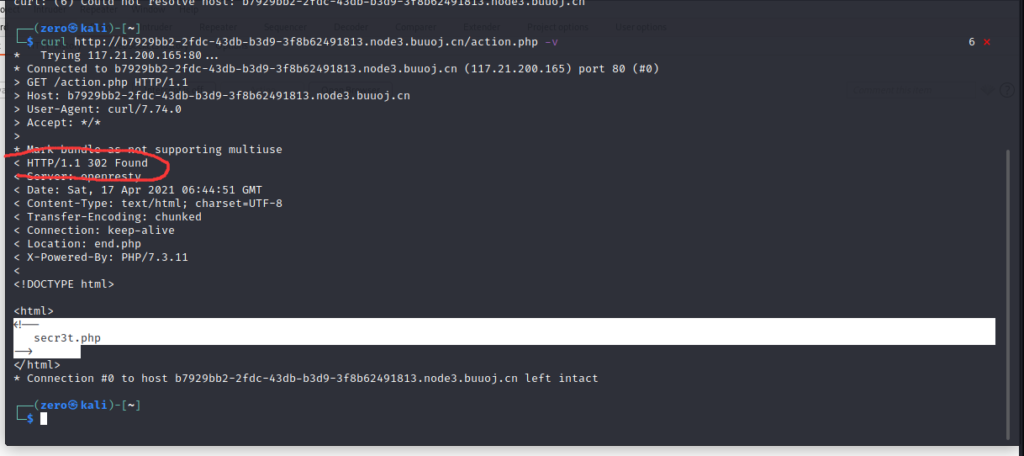 curl: (6) Could not resolve host: b7929bb2-2fdc-43db-b3d9-3f8b62491813.node3.buuoj.cn
┌──(zero㉿kali)-[~]
└─$ curl http://b7929bb2-2fdc-43db-b3d9-3f8b62491813.node3.buuoj.cn/action.php -v 6 ⨯
* Trying 117.21.200.165:80...
* Connected to b7929bb2-2fdc-43db-b3d9-3f8b62491813.node3.buuoj.cn (117.21.200.165) port 80 (#0)
> GET /action.php HTTP/1.1
> Host: b7929bb2-2fdc-43db-b3d9-3f8b62491813.node3.buuoj.cn
> User-Agent: curl/7.74.0
> Accept: */*
>
* Mark bundle as not supporting multiuse
< HTTP/1.1 302 Found
< Server: openresty
< Date: Sat, 17 Apr 2021 06:44:51 GMT
< Content-Type: text/html; charset=UTF-8
< Transfer-Encoding: chunked
< Connection: keep-alive
< Location: end.php
< X-Powered-By: PHP/7.3.11
<
<!DOCTYPE html>
<html>
<!--
secr3t.php
-->
</html>
* Connection #0 to host b7929bb2-2fdc-43db-b3d9-3f8b62491813.node3.buuoj.cn left intact
┌──(zero㉿kali)-[~]
└─$